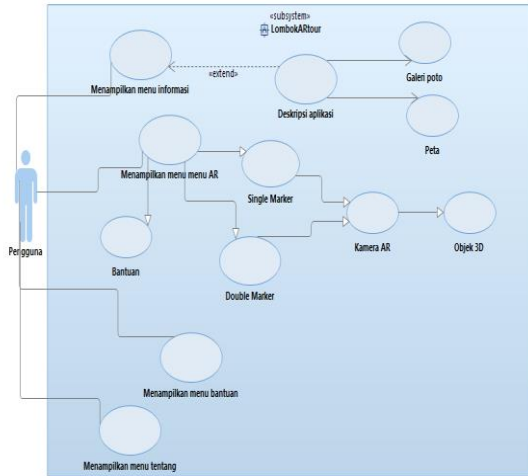 «subsystem»
LombokARtour
Menampilkan menu informasi
«extend»
Deskripsi aplikasi
Galeri poto
Peta
Menampilkan menu menu AR
Single Marker
Pengguna
Bantuan
Double Marker
Kamera AR
Objek 3D
Menampilkan menu bantuan
Menampilkan menu tentang